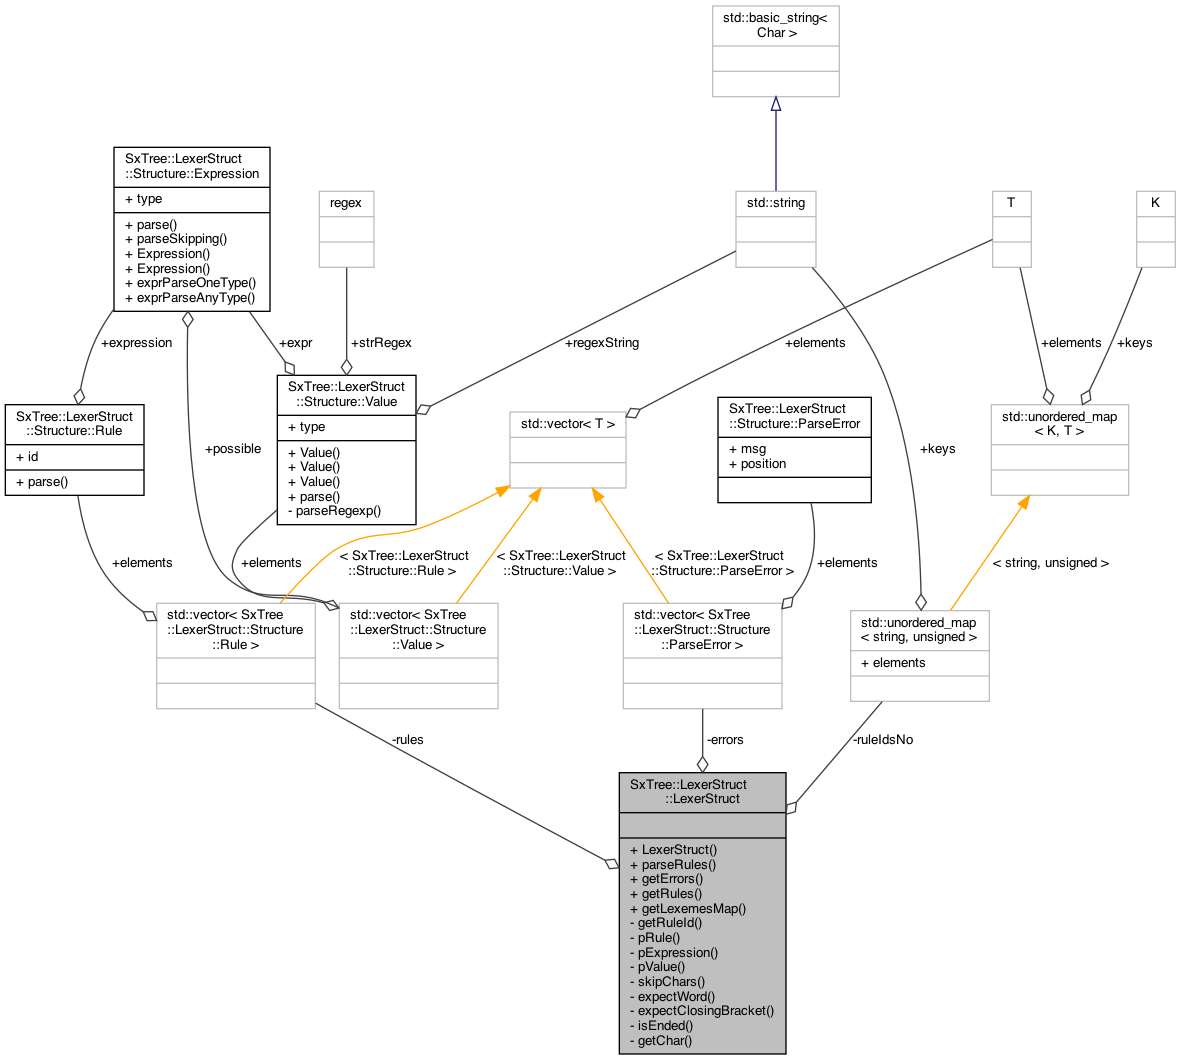 std::basic_string<
Char >
SxTree::LexerStruct
::Structure::Expression
+ type
+ parse()
+ parseSkipping()
+ Expression()
+ Expression()
+ exprParseOneType()
+ exprParseAnyType()
regex
std::string
T
K
+expression
+expr
+strRegex
+regexString
+elements
+elements
+keys
SxTree::LexerStruct
::Structure::Rule
+ id
+ parse()
SxTree::LexerStruct
::Structure::Value
+ type
+ Value()
+ Value()
+ Value()
+ parse()
- parseRegexp()
std::vector< T >
SxTree::LexerStruct
::Structure::ParseError
+ msg
+ position
std::unordered_map
< K, T >
+possible
+keys
+elements
+elements
< SxTree::LexerStruct
::Structure::Rule >
< SxTree::LexerStruct
::Structure::Value >
< SxTree::LexerStruct
::Structure::ParseError >
+elements
< string, unsigned >
std::vector< SxTree
::LexerStruct::Structure
::Rule >
std::vector< SxTree
::LexerStruct::Structure
::Value >
std::vector< SxTree
::LexerStruct::Structure
::ParseError >
std::unordered_map
< string, unsigned >
+ elements
-rules
-errors
-ruleIdsNo
SxTree::LexerStruct
::LexerStruct
+ LexerStruct()
+ parseRules()
+ getErrors()
+ getRules()
+ getLexemesMap()
- getRuleId()
- pRule()
- pExpression()
- pValue()
- skipChars()
- expectWord()
- expectClosingBracket()
- isEnded()
- getChar()